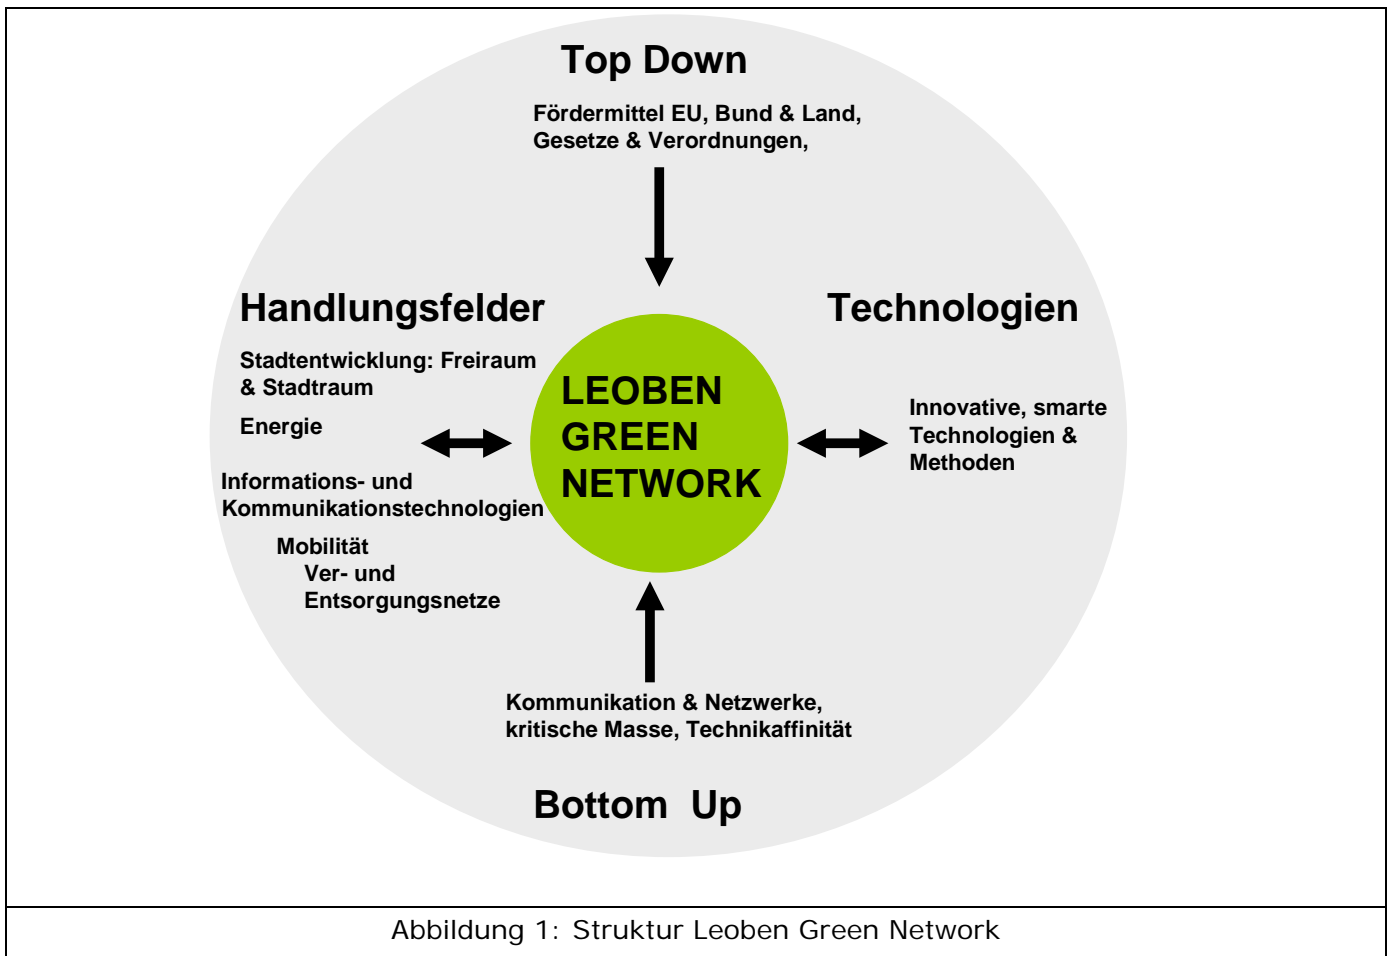 Top Down
Fördermittel EU, Bund & Land,
Gesetze & Verordnungen,
Handlungsfelder
Stadtentwicklung: Freiraum
& Stadtraum
Energie
Informations- und
Kommunikationstechnologien
Mobilität
Ver- und
Entsorgungsnetze
LEOBEN
GREEN
NETWORK
Technologien
Innovative, smarte
Technologien &
Methoden
Kommunikation & Netzwerke,
kritische Masse, Technikaffinität
Bottom Up
Abbildung 1: Struktur Leoben Green Network